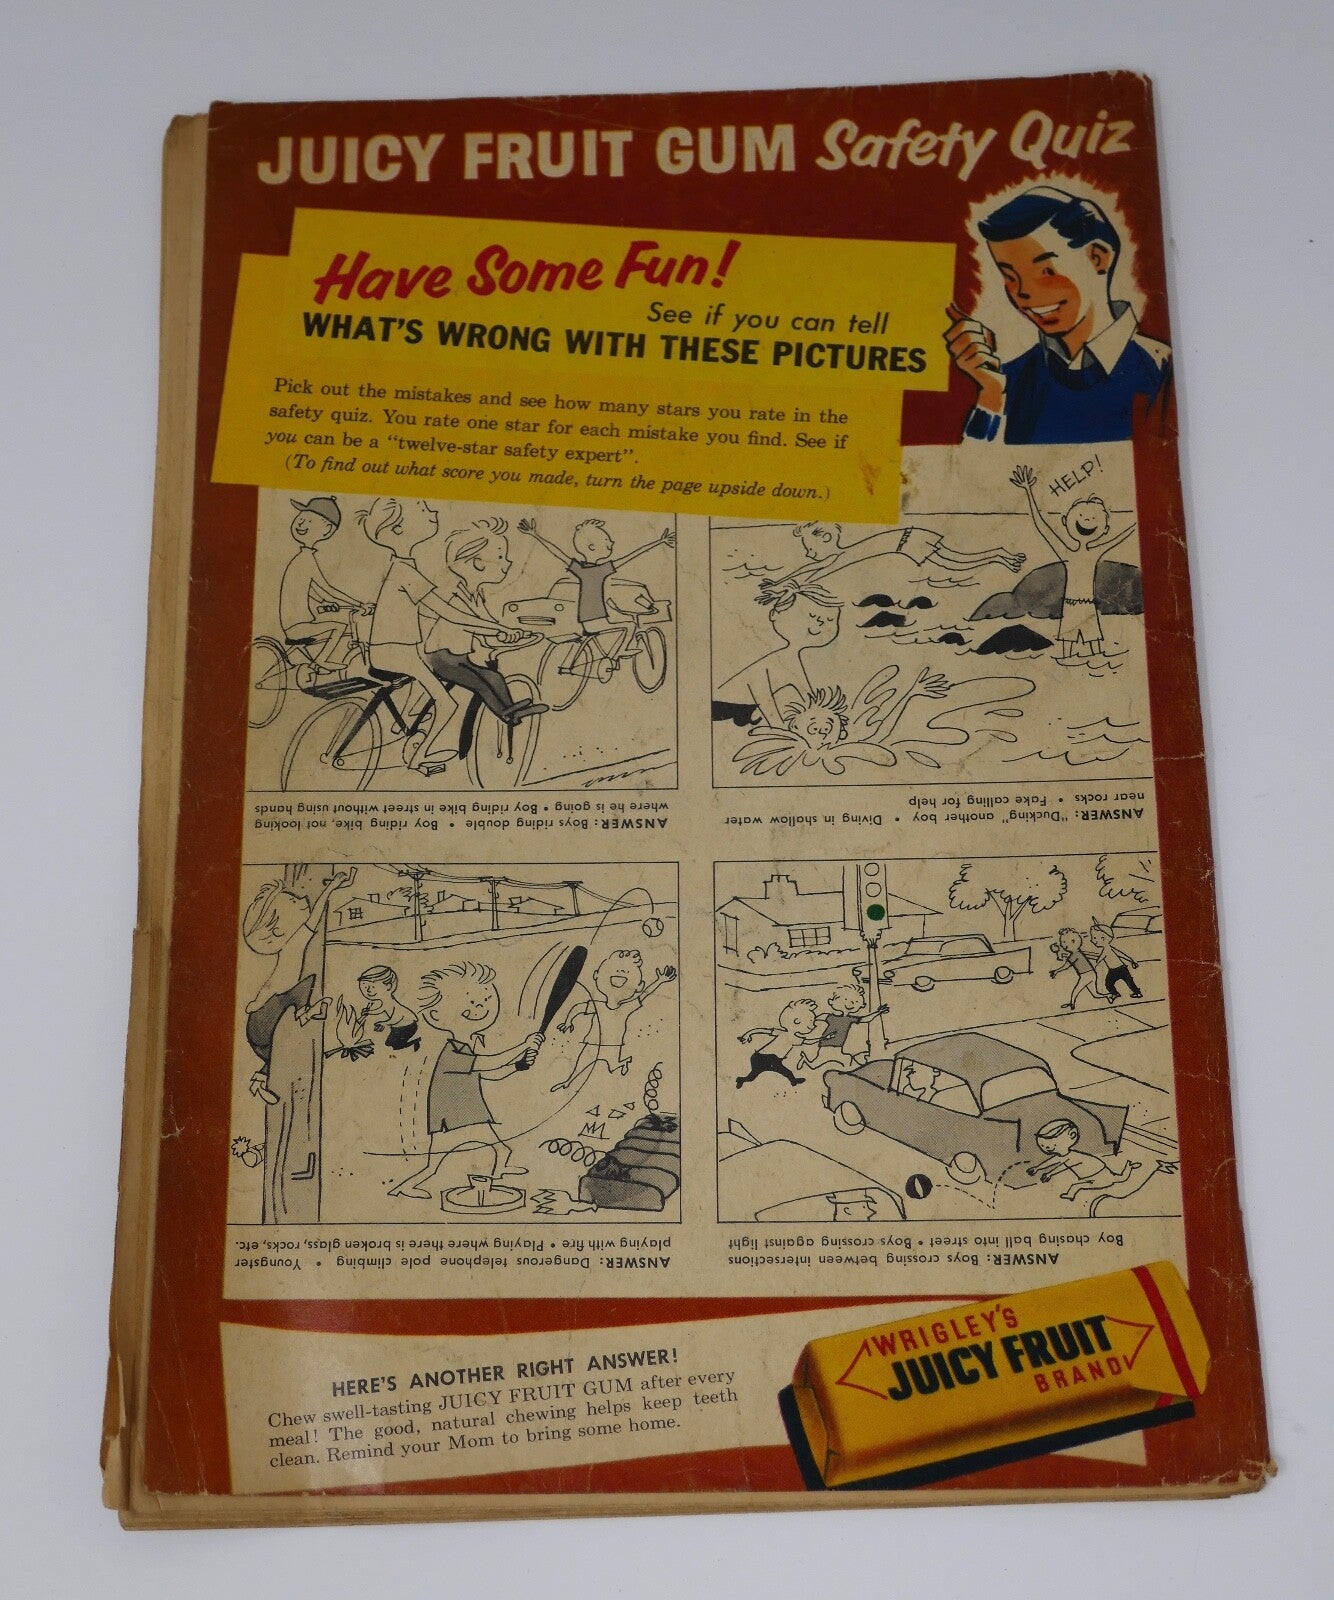 JUICY FRUIT GUM Safety Quiz
Have Some Fun!
See if you can tell
WHAT'S WRONG WITH THESE PICTURES
Pick out the mistakes and see how many stars you rate in the
safety quiz. You rate one star for each mistake you find. See if
you can be a "twelve-star safety expert".
(To find out what score you made, turn the page upside down.)
HELP!
ANSWER: Boys riding double • Boy riding bike, not looking
where he is going • Boy riding bike in street without using hands
ANSWER: "Ducking" another boy • Diving in shallow water
near rocks • Fake calling for help
ANSWER: Dangerous telephone pole climbing • Youngster
playing with fire • Playing where there is broken glass, rocks, etc.
ANSWER: Boys crossing between intersections
Boy chasing ball into street • Boys crossing against light
HERE'S ANOTHER RIGHT ANSWER!
Chew swell-tasting JUICY FRUIT GUM after every
meal! The good, natural chewing helps keep teeth
clean. Remind your Mom to bring some home.
WRIGLEY'S
JUICY FRUIT
BRAND